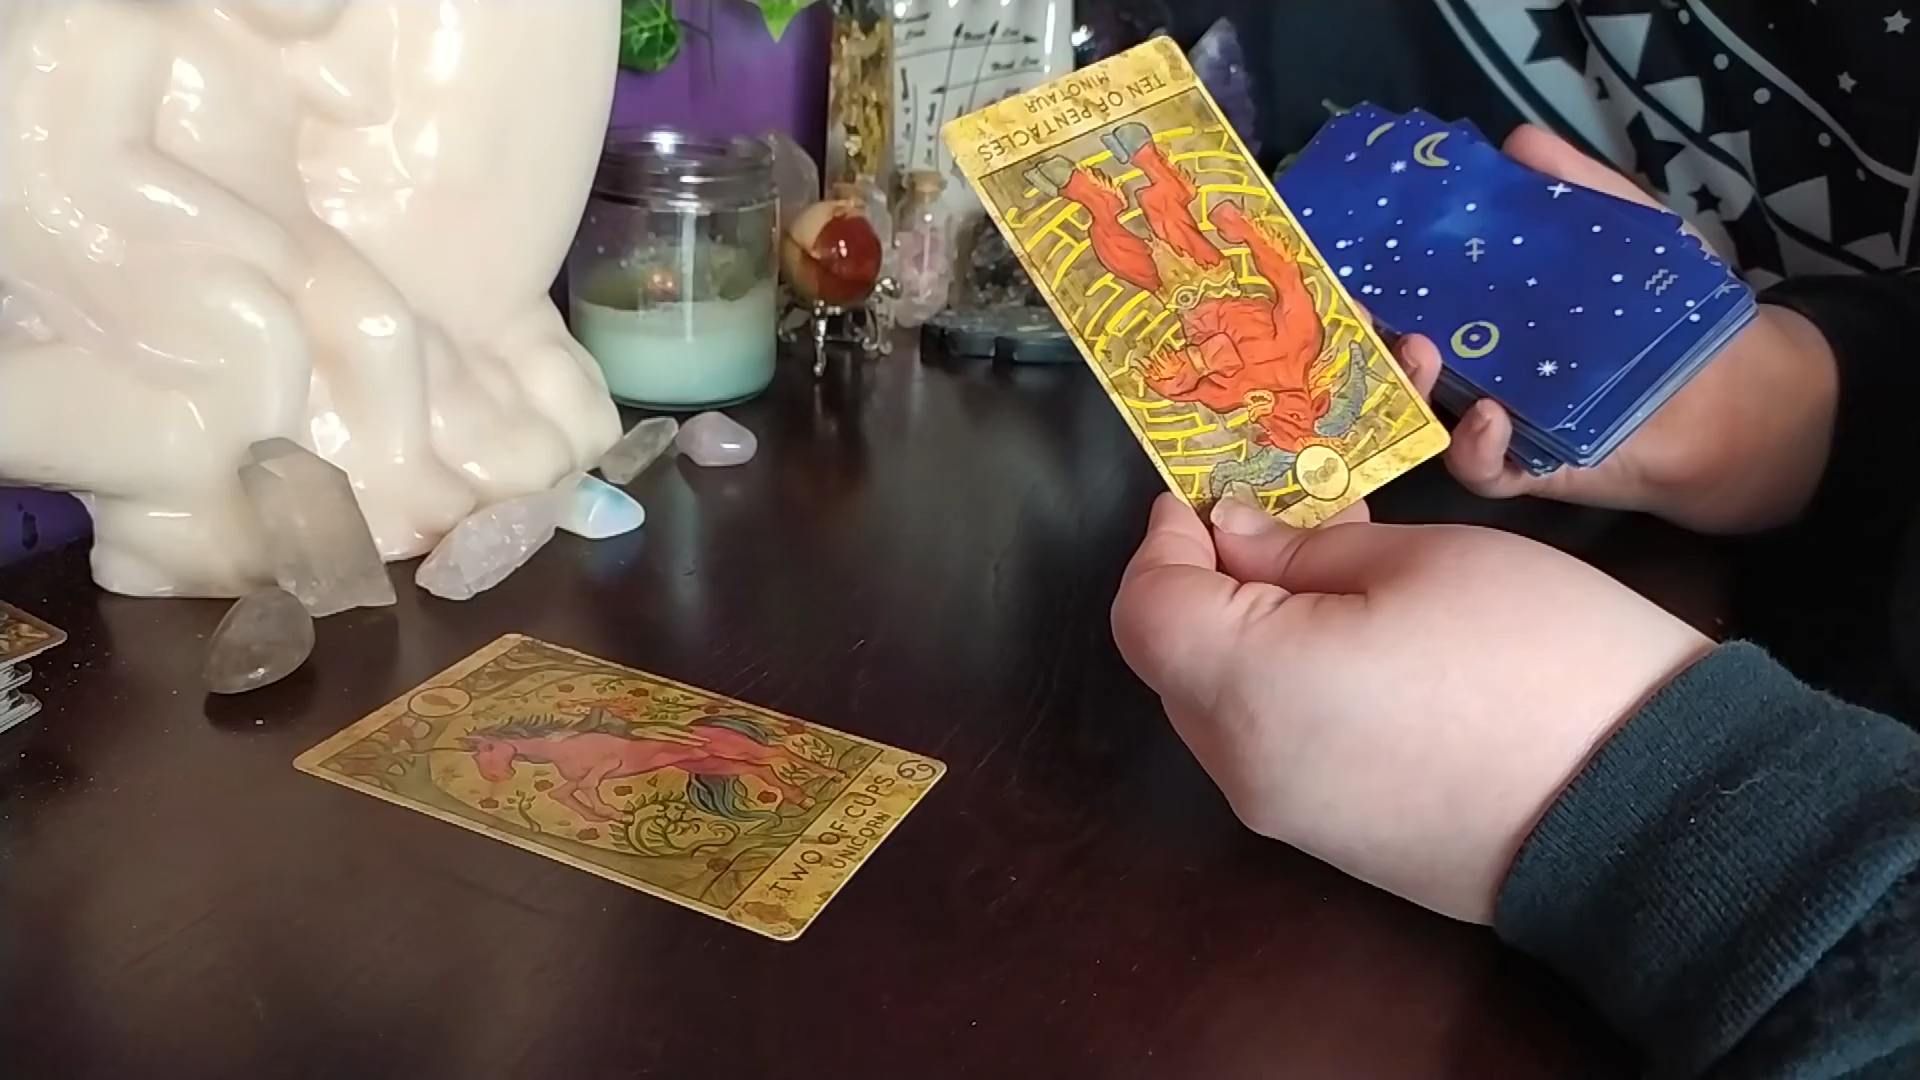 TEN OF PENTACLES
MINOTAUR
TWO OF CUPS
UNICORN